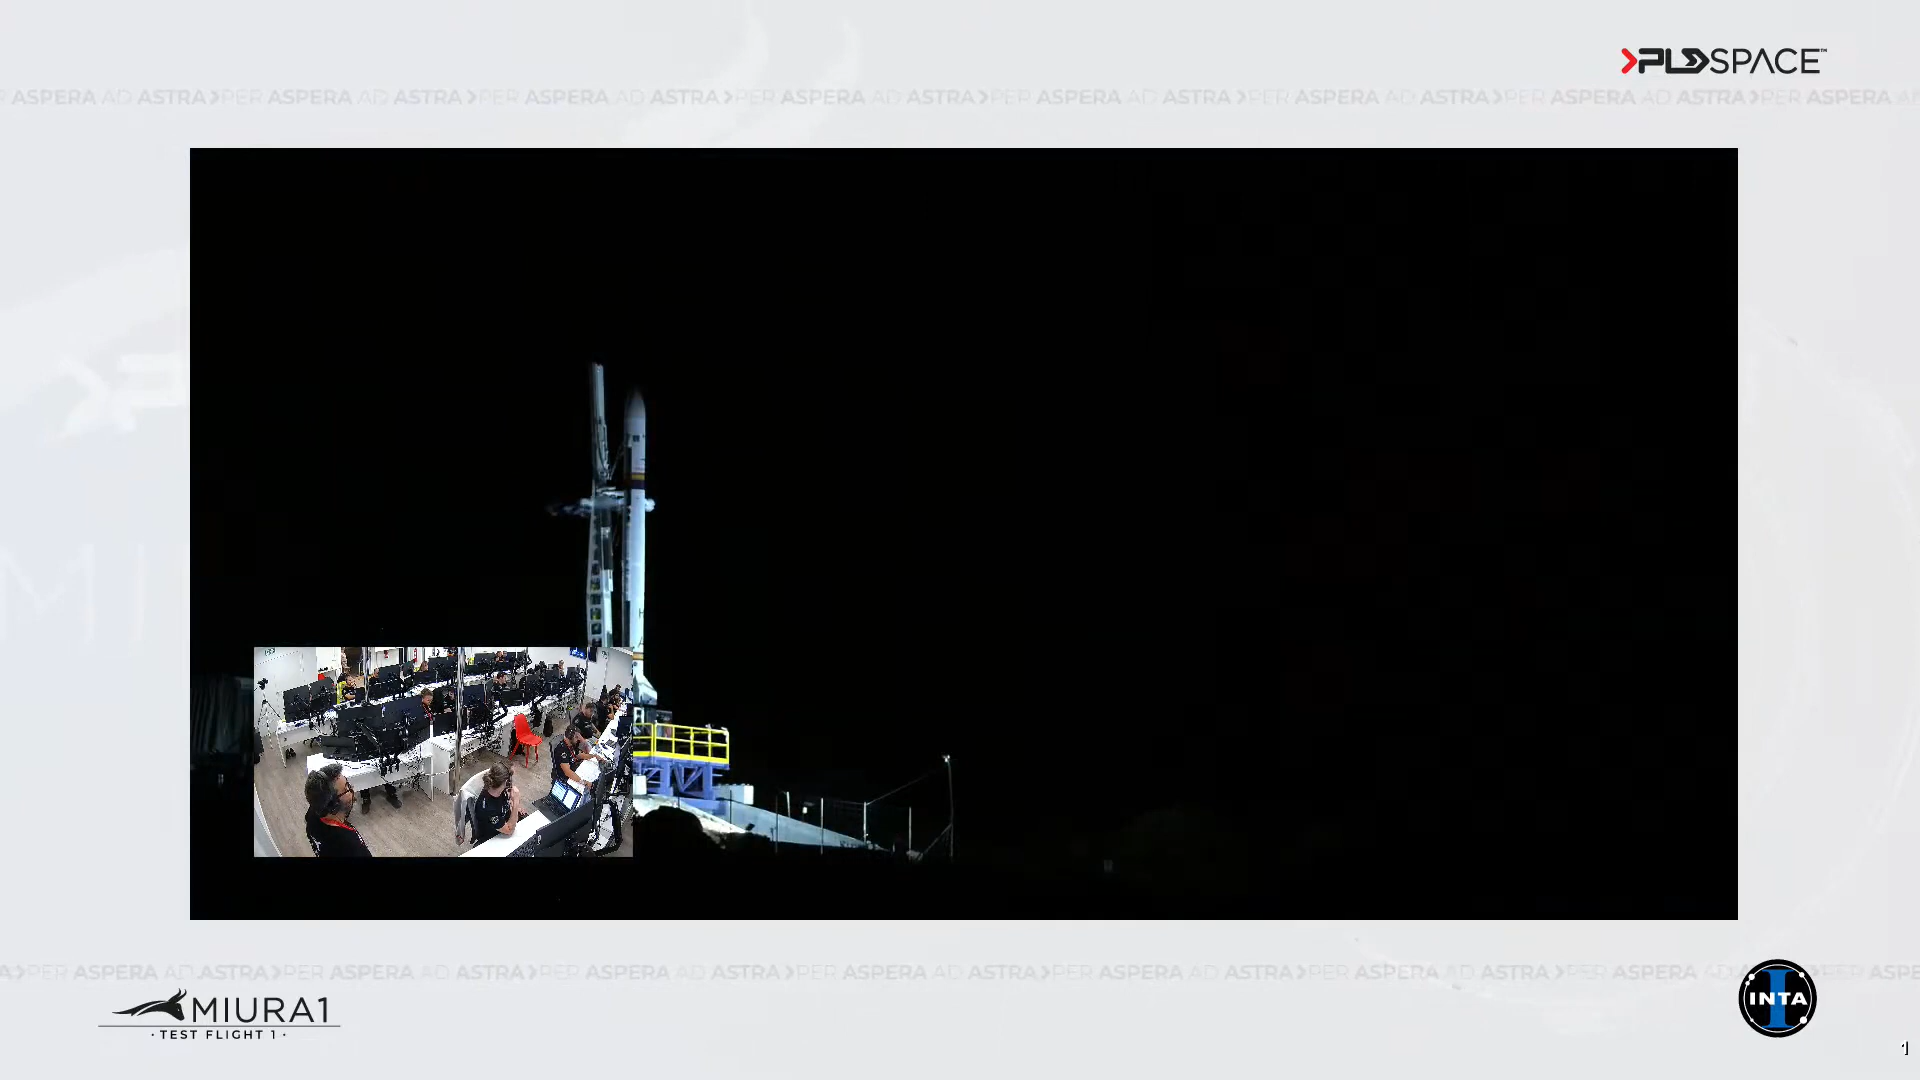 PLD SPACE™
ASPERA AD ASTRA PER ASPERA AD ASTRA PER ASPERA AD ASTRA PER ASPERA AD ASTRA PER ASPERA AD ASTRA PER ASPERA AD ASTRA PER ASPERA AD ASTRA PER ASPERA
PER ASPERA AD ASTRA PER ASPERA AD ASTRA PER ASPERA AD ASTRA PER ASPERA AD ASTRA PER ASPERA AD ASTRA PER ASPERA AD ASTRA PER ASPERA AD PER
MIURA1
· TEST FLIGHT 1 ·
INTA
1